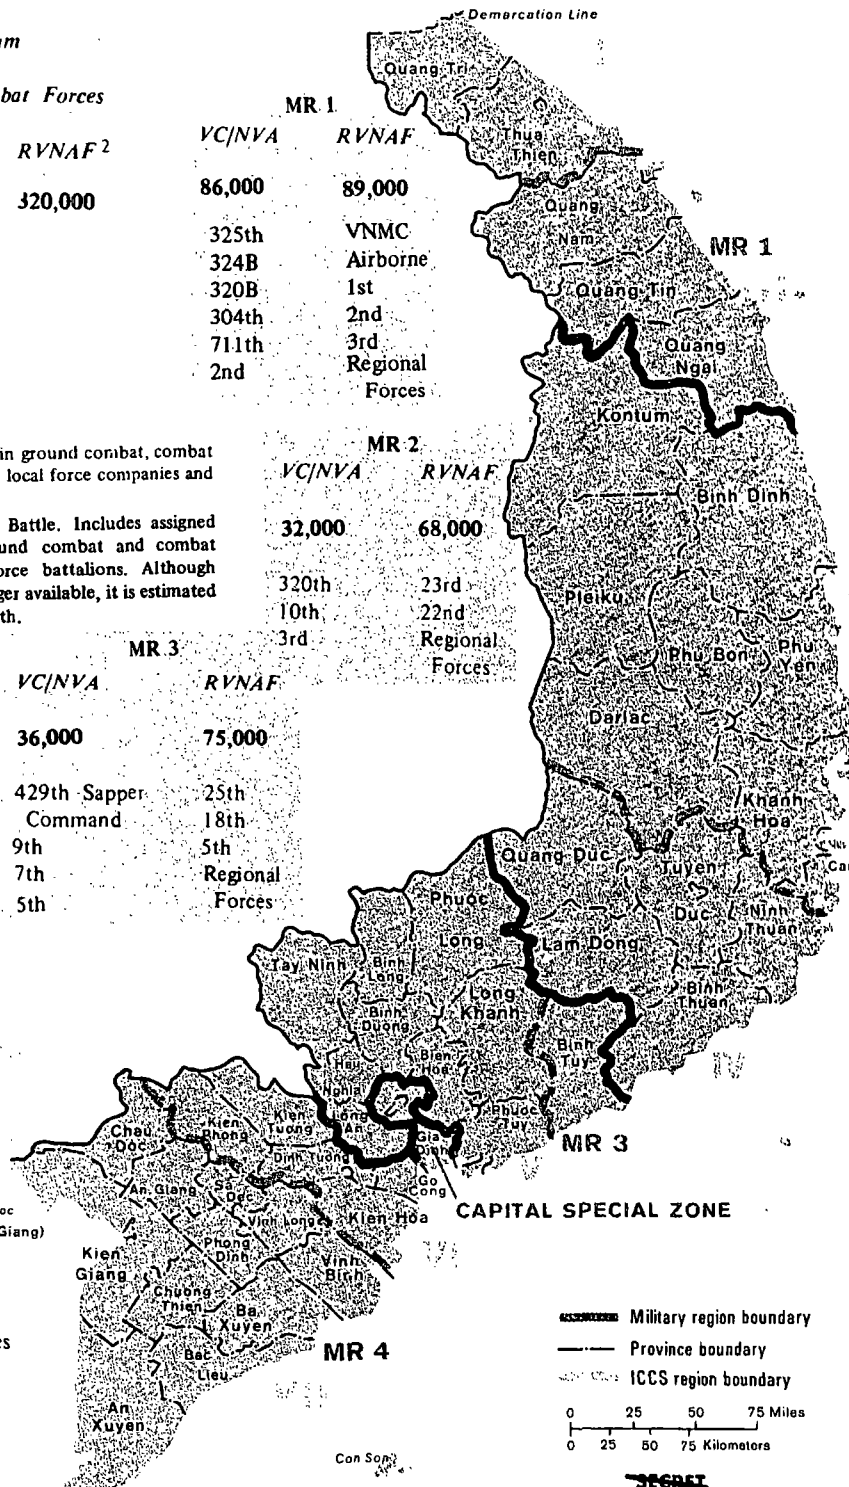 Demarcation Line
bat Forces
RVNAF 2
320,000
MR 1
VC/NVA RVNAF
86,000 89,000
325th VNMC
324B Airborne
320B 1st
304th 2nd
711th 3rd
2nd Regional
Forces
in ground combat, combat
local force companies and
Battle. Includes assigned
und combat and combat
orce battalions. Although
ger available, it is estimated
th.
MR 2
VC/NVA RVNAF
32,000 68,000
320th 23rd
10th 22nd
3rd Regional
Forces
MR 3
VC/NVA RVNAF
36,000 75,000
429th Sapper 25th
Command 18th
9th 5th
7th Regional
5th Forces
Quang Tri
Thua
Thien
Quang
Nam
MR 1
Quang Tin
Quang
Ngai
Kontum
Binh Dinh
Pleiku
Phu Bon
Phu
Yen
Darlac
Khanh
Hoa
Quang Duc
Tuyen
Duc
Ninh
Thuan
Phuoc
Long
Lam Dong
Tay Ninh
Binh
Long
Long
Khanh
Binh
Thuan
Binh
Duong
Binh
Tuy
Bien
Hoa
Hau
Nghia
Phuoc
Tuy
MR 3
Long
An
Gia
Dinh
Kien
Tuong
Kien
Phong
Chau
Doc
Dinh Tuong
Go
Cong
An Giang
Sa
Dec
Vinh Long
Kien Hoa
CAPITAL SPECIAL ZONE
Giang)
Phong
Dinh
Kien
Giang
Vinh
Binh
Chuong
Thien
Ba
Xuyen
MR 4
Bac
Lieu
An
Xuyen
VII
Con Son
Military region boundary
Province boundary
ICCS region boundary
0 25 50 75 Miles
0 25 50 75 Kilometers
SECRET